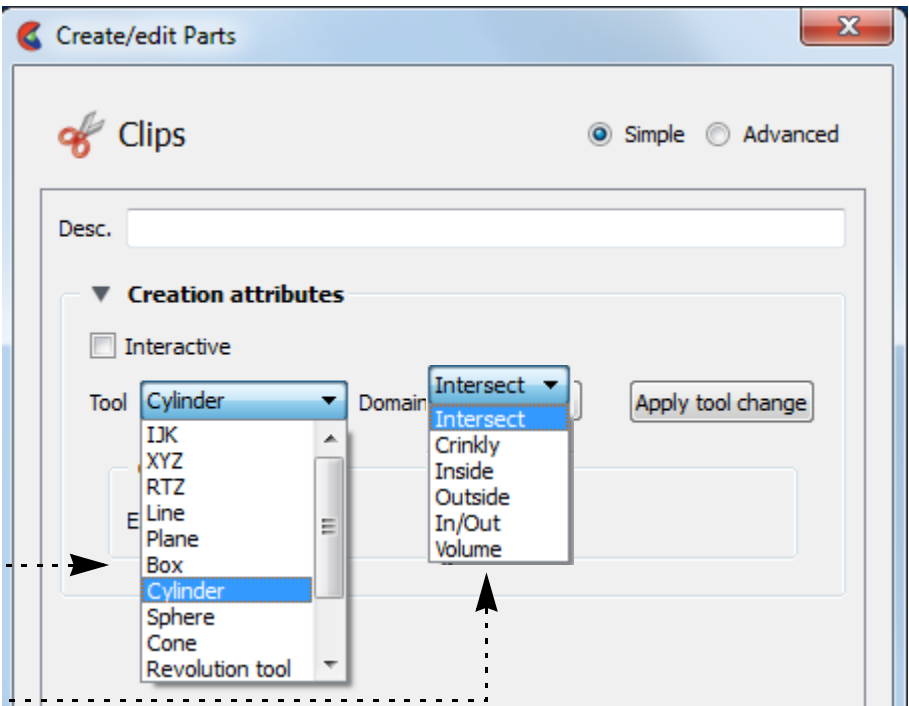 Create/edit Parts
Clips
Simple Advanced
Desc.
Creation attributes
Interactive
Tool Cylinder Domain Intersect Apply tool change
IJK
XYZ
RTZ
Line
Plane
Box
Cylinder
Sphere
Cone
Revolution tool
Intersect
Crinkly
Inside
Outside
In/Out
Volume
E